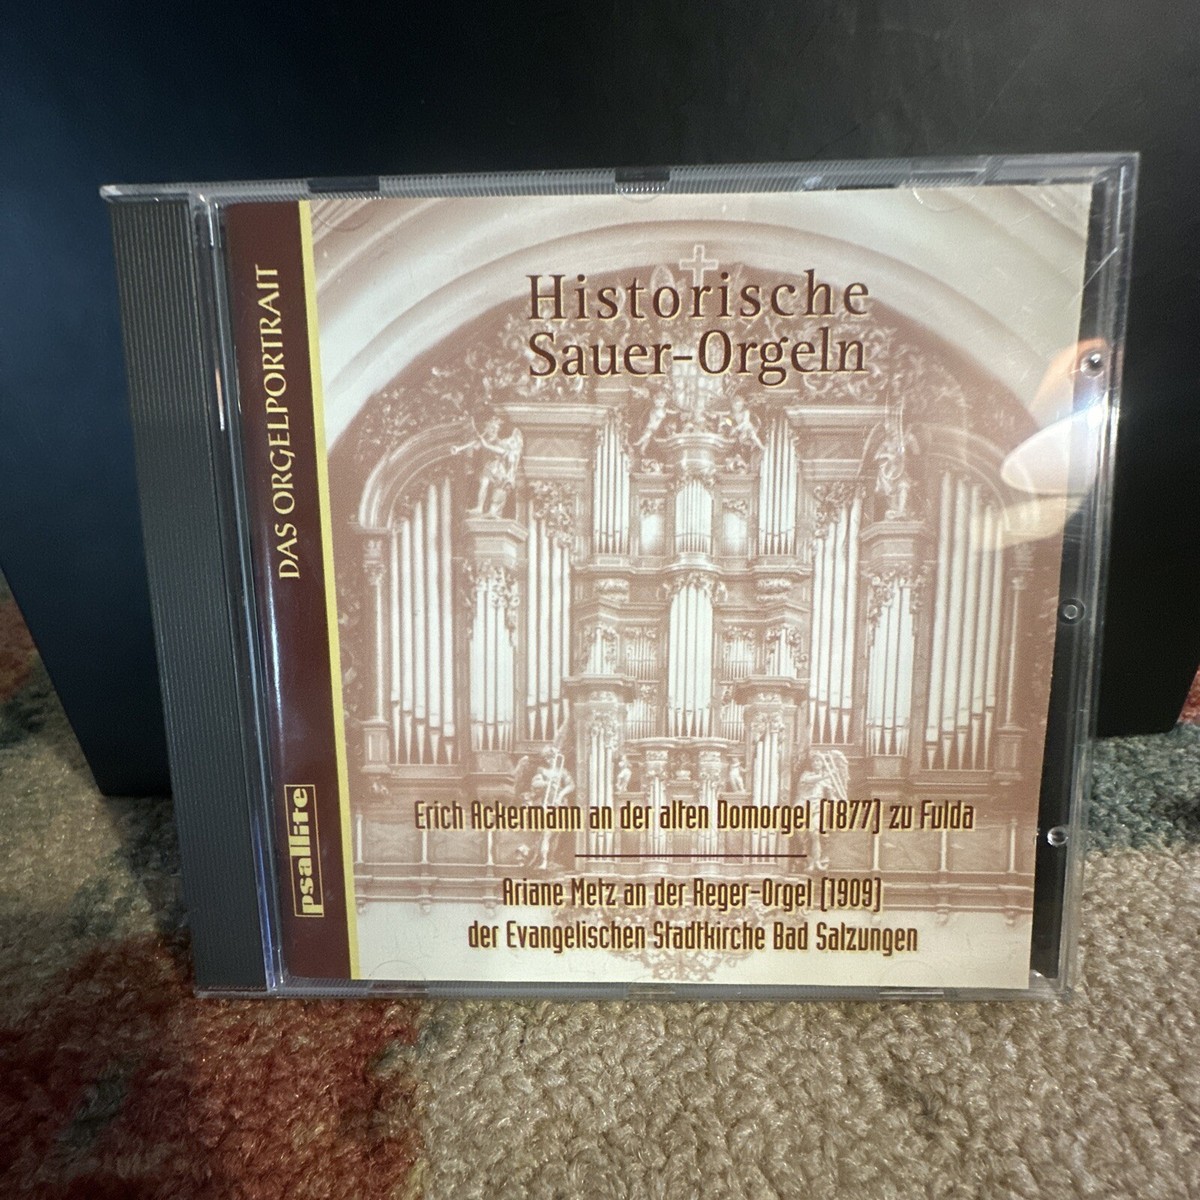 DAS ORGELPORTRAIT
psallite
Historische
Sauer-Orgeln
Erich Ackermann an der alten Domorgel (1877) zu Fulda
Ariane Metz an der Reger-Orgel (1909)
der Evangelischen Stadtkirche Bad Salzungen